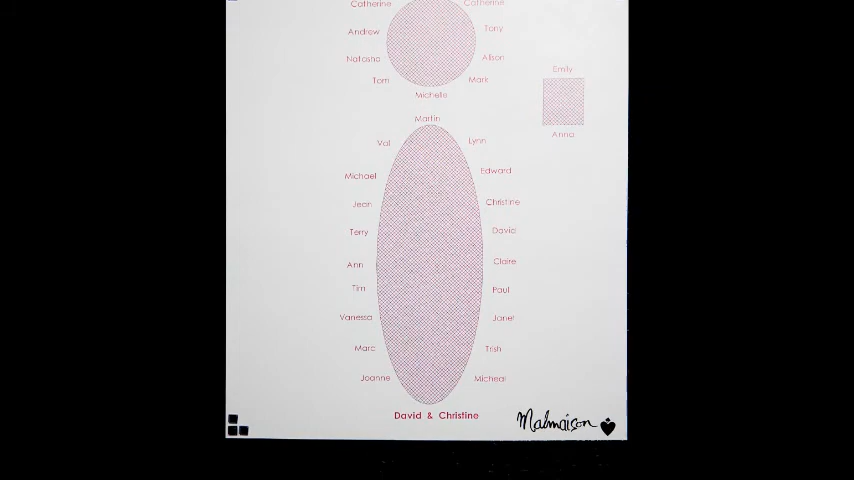 Catherine Catherine
Andrew Tony
Natasha Alison
Tom Mark
Michelle
Emily
Anna
Martin
Val Lynn
Michael Edward
Jean Christine
Terry David
Ann Claire
Tim Paul
Vanessa Janet
Marc Trish
Joanne Micheal
David & Christine
Malmaison